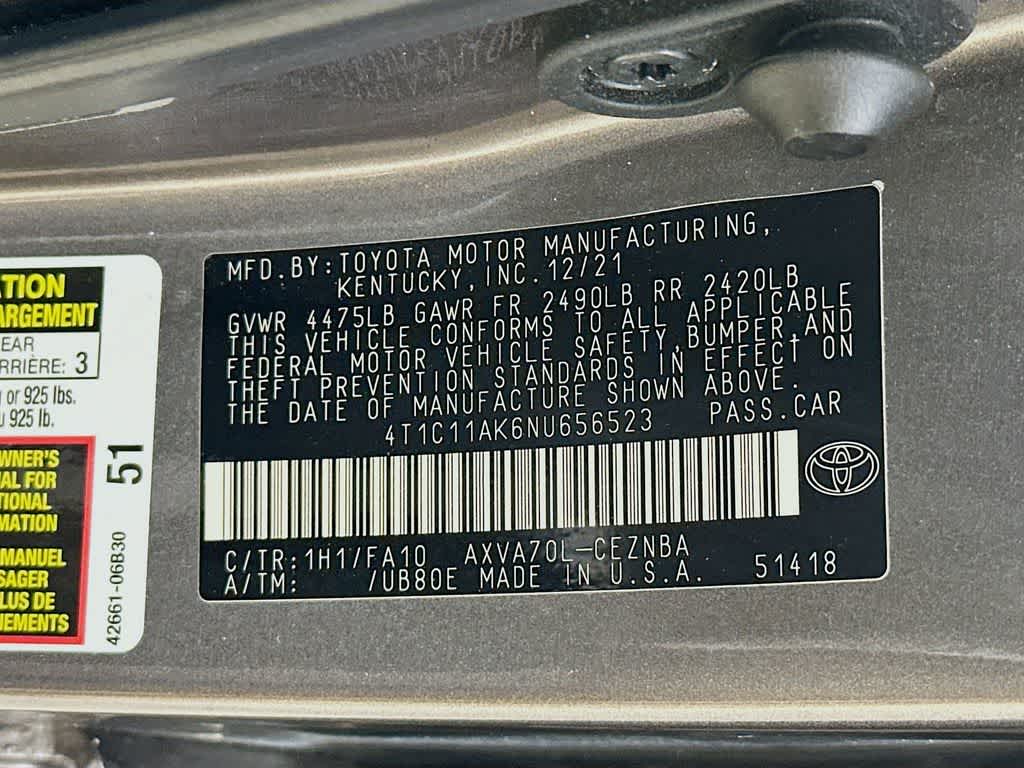 ATION
ARGEMENT
EAR
RRIÈRE: 3
or 925 lbs.
925 lb.
WNER'S
AL FOR
TIONAL
MATION
MANUEL
SAGER
LUS DE
NEMENTS
51
42661-06B30
MFD.BY:TOYOTA MOTOR MANUFACTURING,
KENTUCKY,INC.12/21
GVWR 4475LB GAWR FR 2490LB RR 2420LB
THIS VEHICLE CONFORMS TO ALL APPLICABLE
FEDERAL MOTOR VEHICLE SAFETY,BUMPER,AND
THEFT PREVENTION STANDARDS IN EFFECT ON
THE DATE OF MANUFACTURE SHOWN ABOVE.
4T1C11AK6NU656523 PASS.CAR
C/TR:1H1/FA10 AXVA70L-CEZNBA
A/TM: /UB80E MADE IN U.S.A. 51418